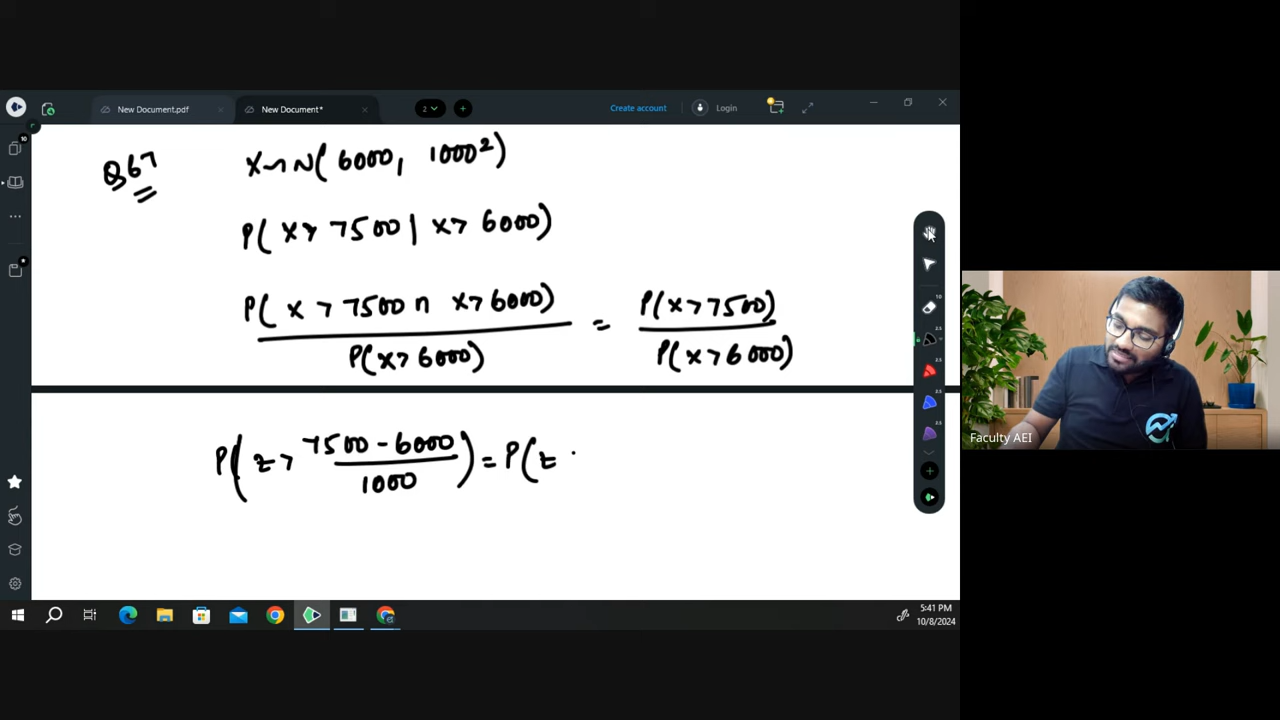 New Document.pdf
New Document*
2
Create account
Login
Q67 X~N(6000, 1000²)
P( X > 7500 | X > 6000)
P( X > 7500 ∩ X > 6000) / P(X > 6000) = P(X > 7500) / P(X > 6000)
P( Z > 7500 - 6000 / 1000 ) = P( Z
Faculty AEI
5:41 PM
10/8/2024